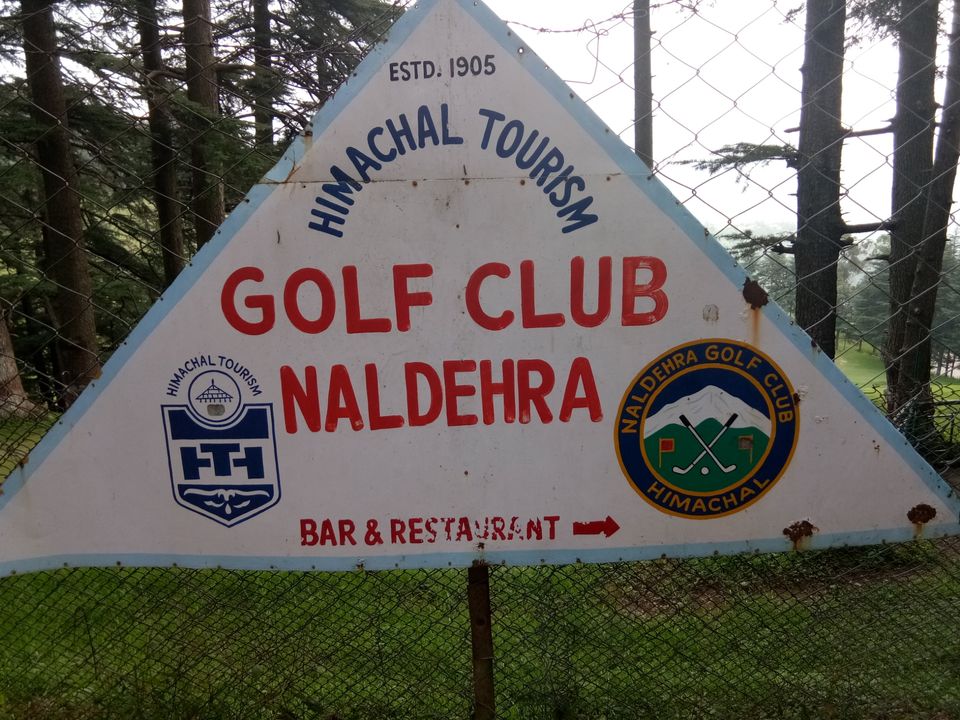 ESTD. 1905
HIMACHAL TOURISM
GOLF CLUB
NALDEHRA
HIMACHAL TOURISM
HTH
NALDEHRA GOLF CLUB
HIMACHAL
BAR & RESTAURANT